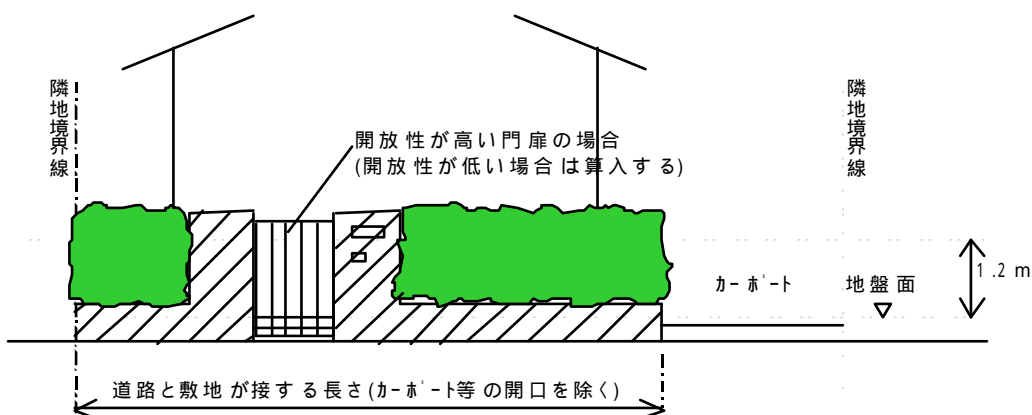 隣地境界線
隣地境界線
開放性が高い門扉の場合
(開放性が低い場合は算入する)
1.2m
ｶｰﾎﾟｰﾄ
地盤面
道路と敷地が接する長さ(ｶｰﾎﾟｰﾄ等の開口を除く)